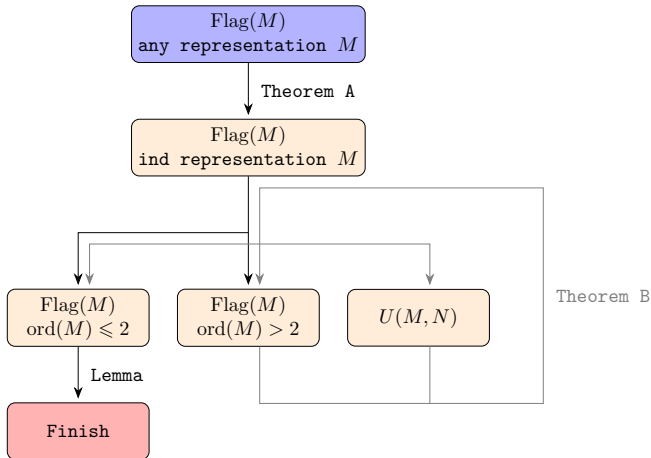 Flag(M)
any representation M
Theorem A
Flag(M)
ind representation M
Flag(M)
ord(M) ⩽ 2
Flag(M)
ord(M) > 2
U(M, N)
Theorem B
Lemma
Finish